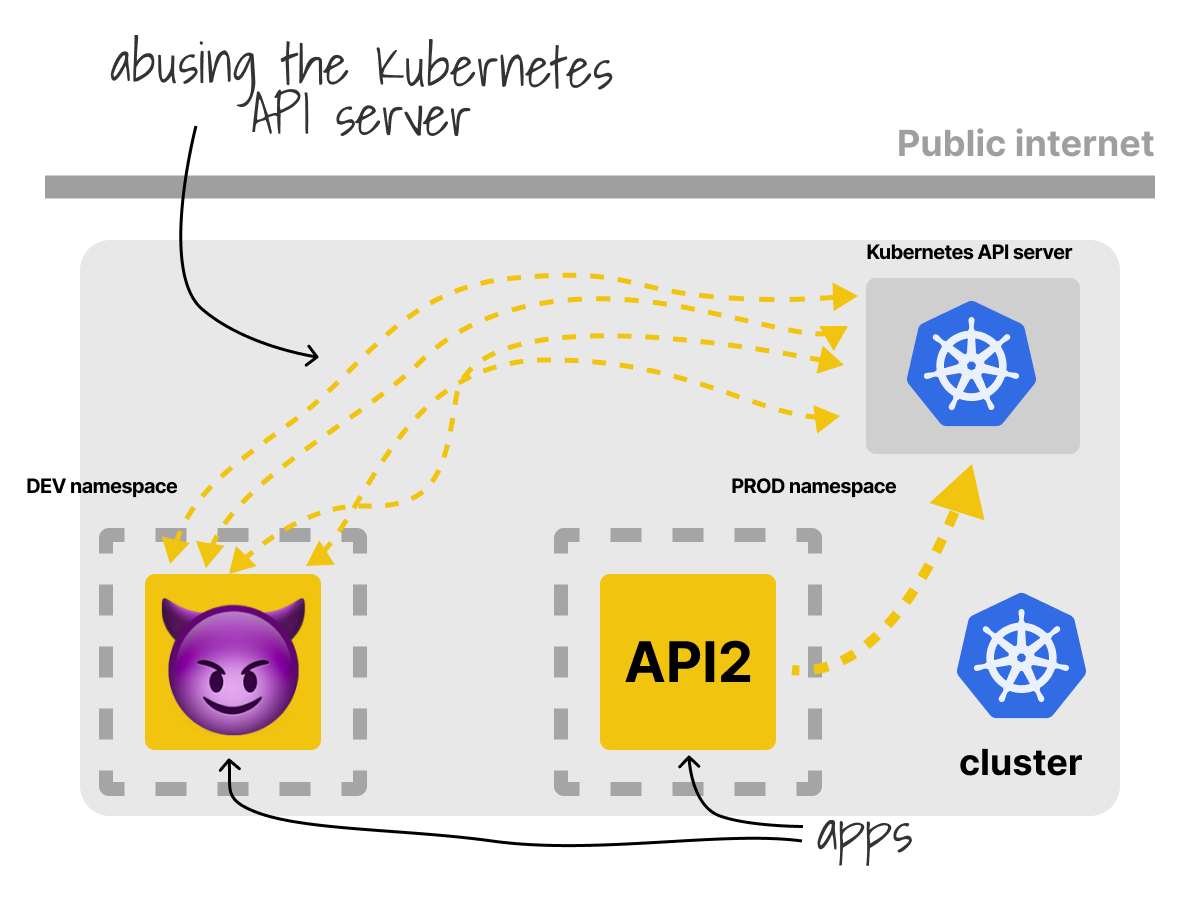 abusing the Kubernetes
API server
Public internet
Kubernetes API server
DEV namespace
PROD namespace
API2
cluster
apps